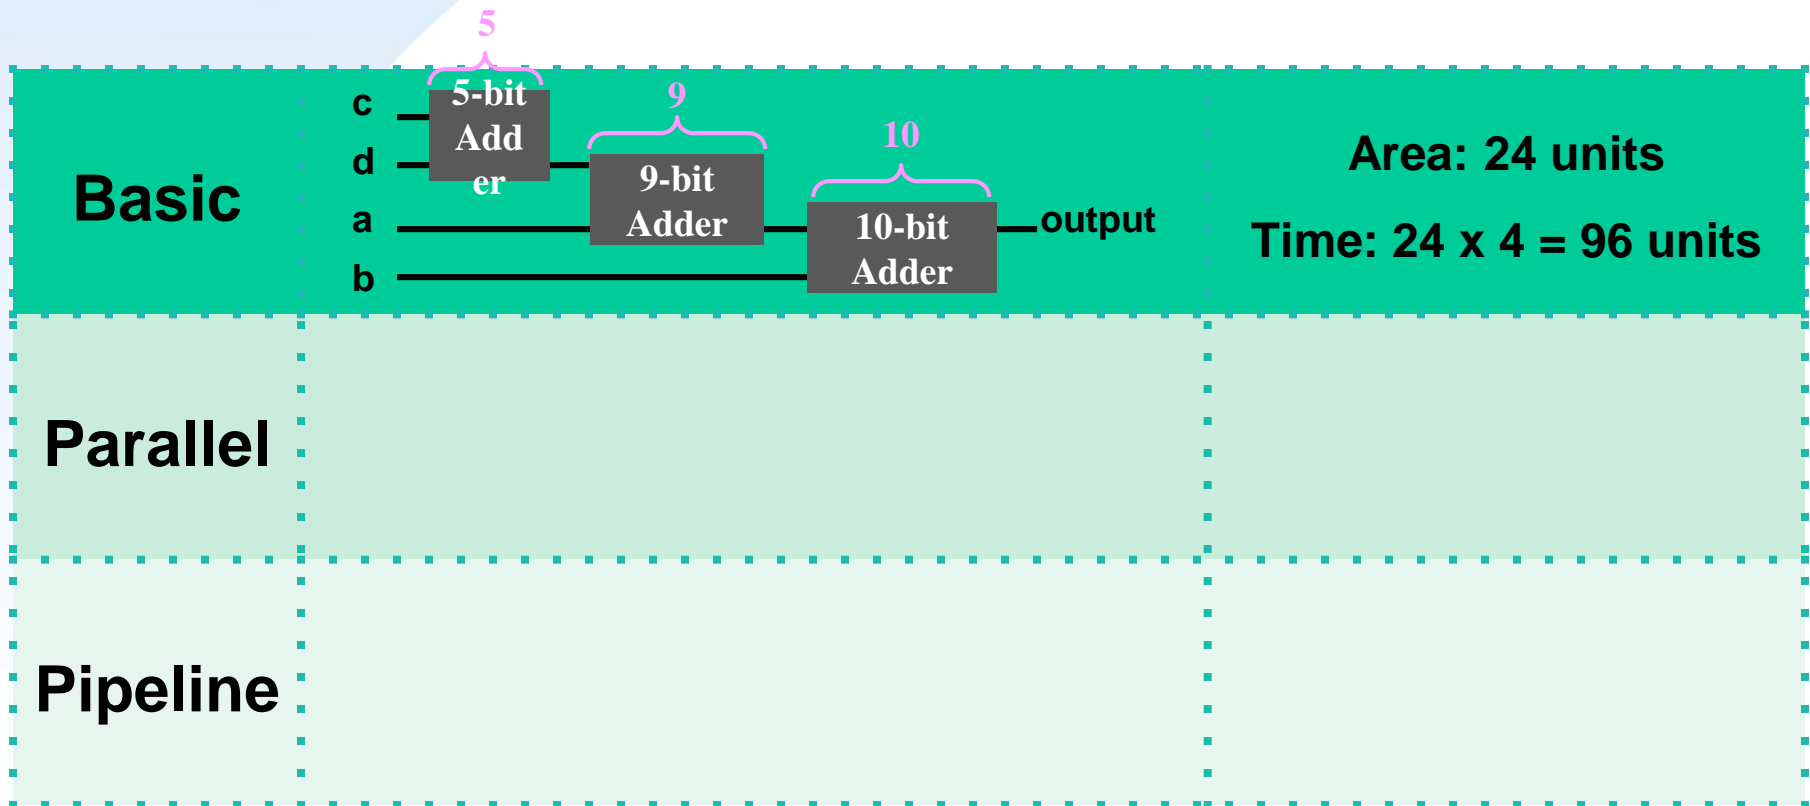 Basic
5
c
d
a
b
5-bit
Add
er
9
9-bit
Adder
10
10-bit
Adder
output
Area: 24 units
Time: 24 x 4 = 96 units
Parallel
Pipeline